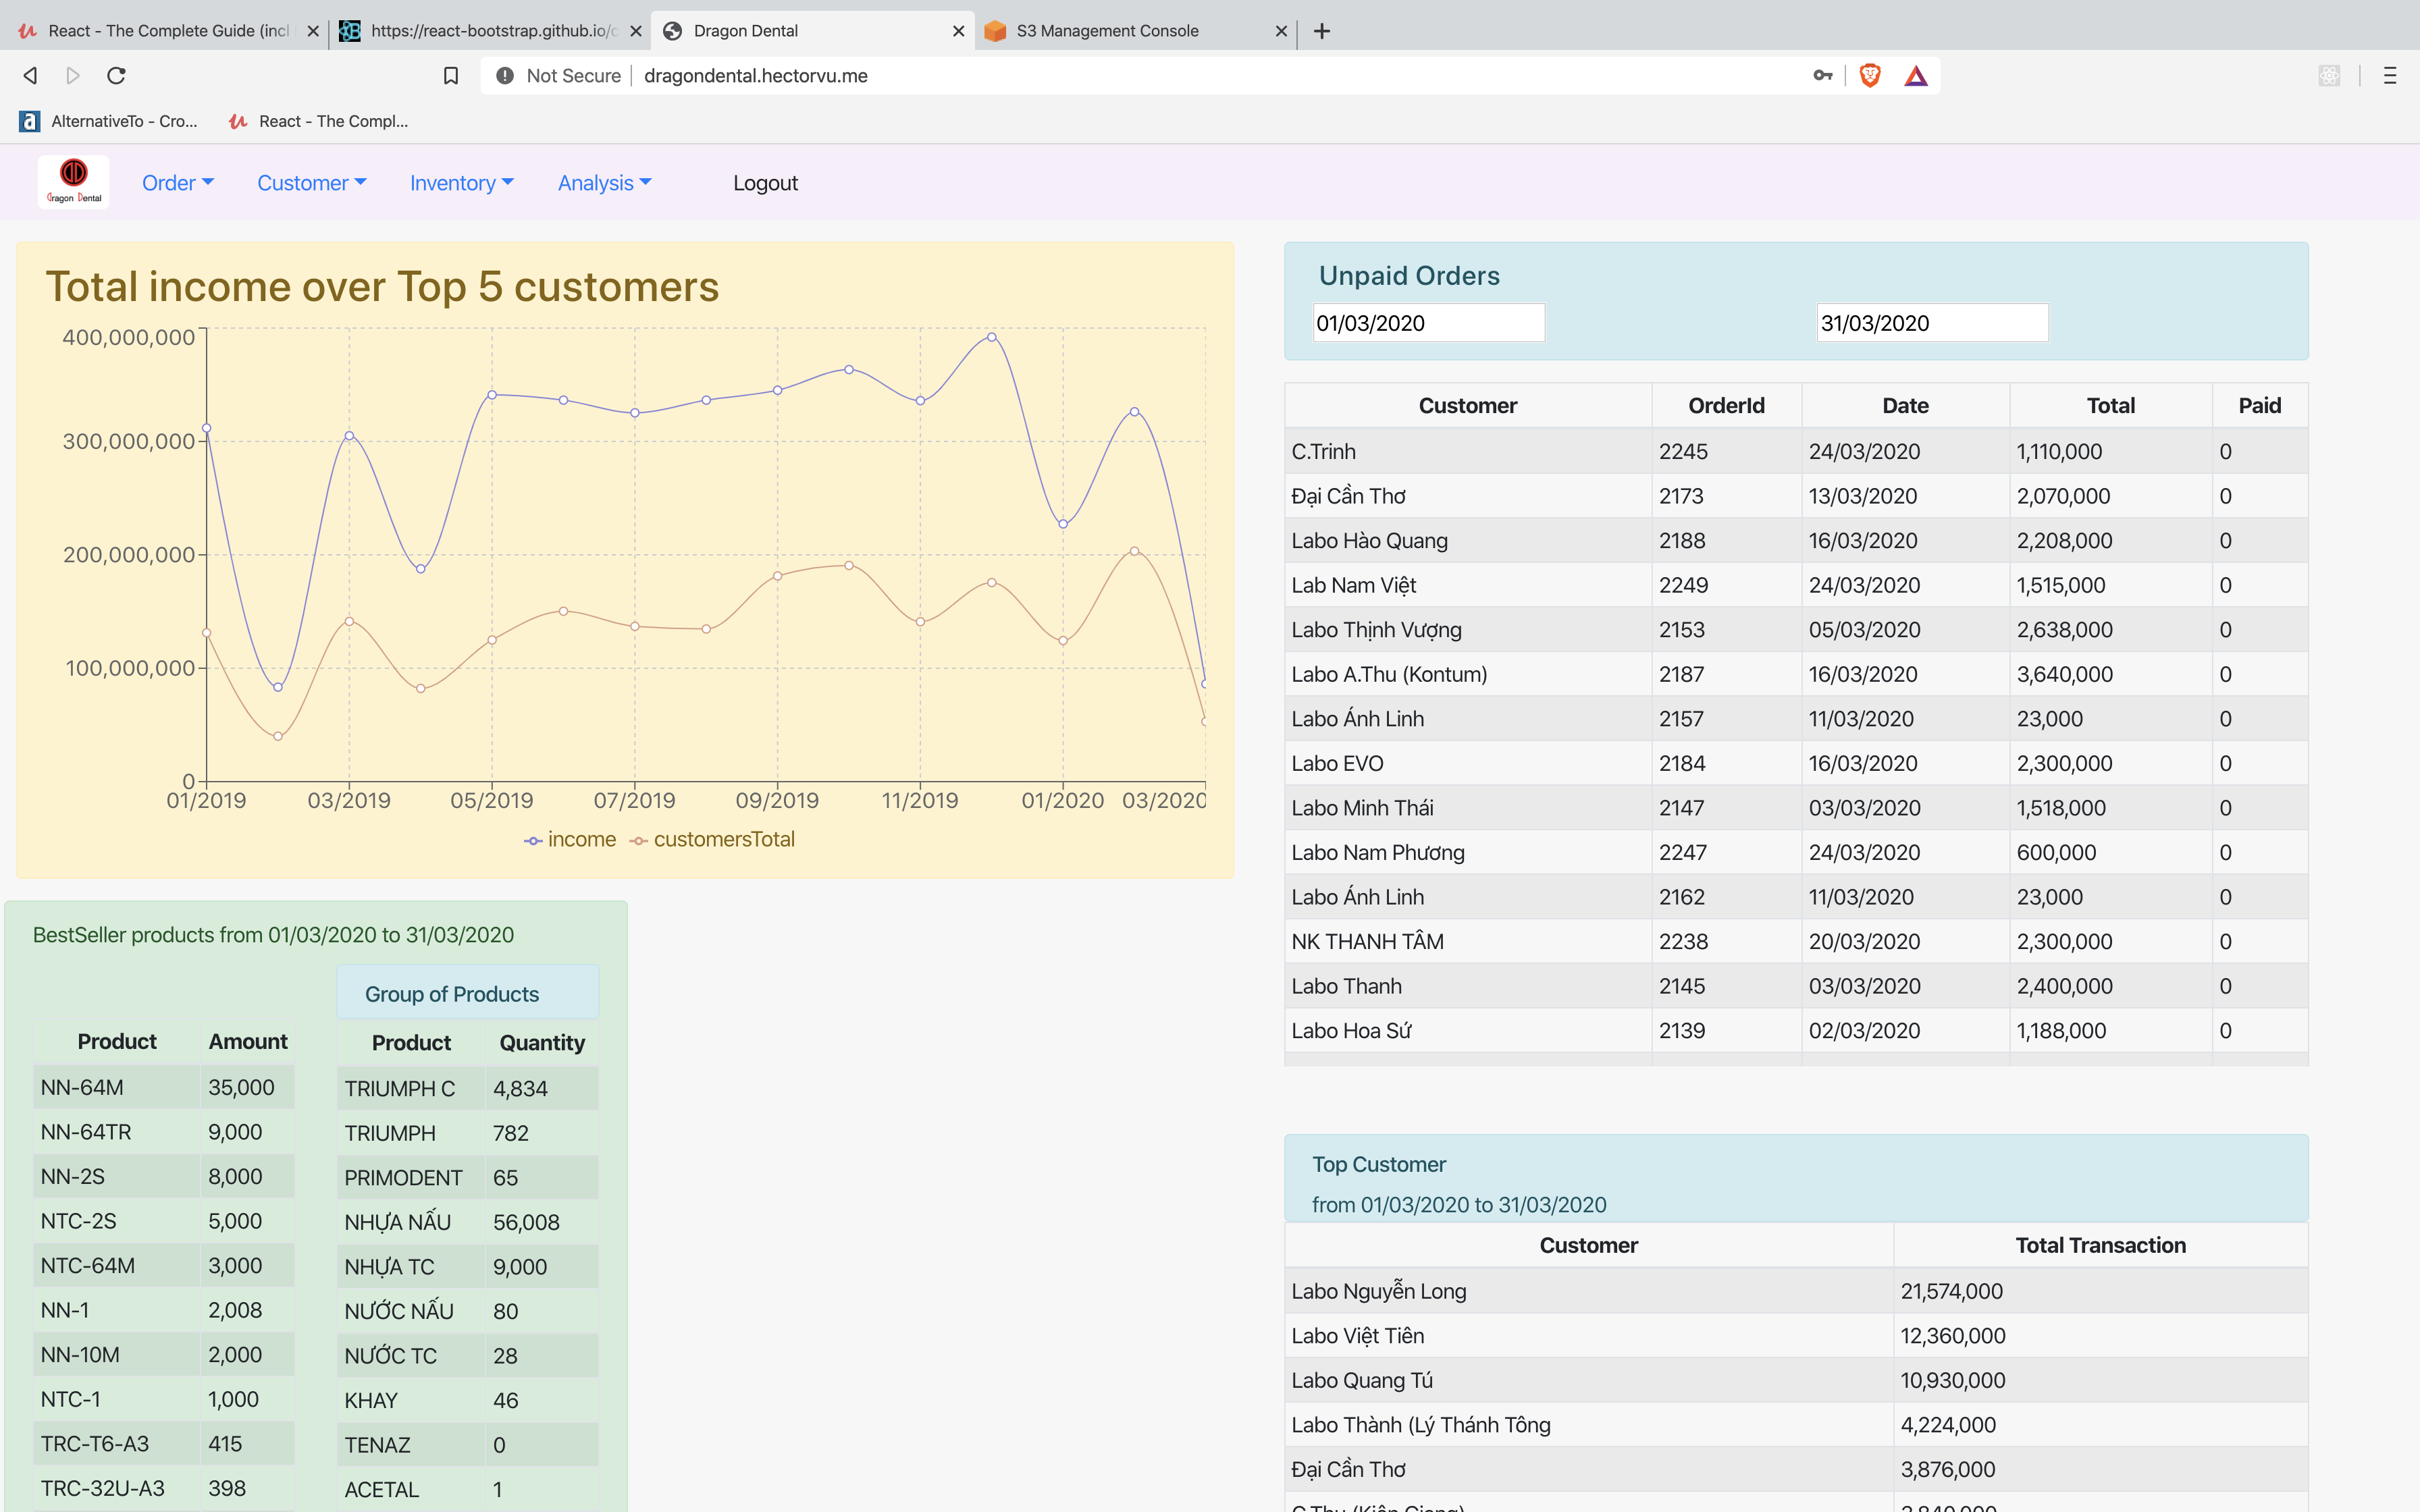 React - The Complete Guide (incl
https://react-bootstrap.github.io/c
Dragon Dental
S3 Management Console
Not Secure
dragondental.hectorvu.me
AlternativeTo - Cro...
React - The Compl...
Dragon Dental
Order
Customer
Inventory
Analysis
Logout
Total income over Top 5 customers
400,000,000
300,000,000
200,000,000
100,000,000
0
01/2019 03/2019 05/2019 07/2019 09/2019 11/2019 01/2020 03/2020
income customersTotal
BestSeller products from 01/03/2020 to 31/03/2020
Product Amount
NN-64M 35,000
NN-64TR 9,000
NN-2S 8,000
NTC-2S 5,000
NTC-64M 3,000
NN-1 2,008
NN-10M 2,000
NTC-1 1,000
TRC-T6-A3 415
TRC-32U-A3 398
Group of Products
Product Quantity
TRIUMPH C 4,834
TRIUMPH 782
PRIMODENT 65
NHỰA NẤU 56,008
NHỰA TC 9,000
NƯỚC NẤU 80
NƯỚC TC 28
KHAY 46
TENAZ 0
ACETAL 1
Unpaid Orders
01/03/2020 31/03/2020
Customer OrderId Date Total Paid
C.Trinh 2245 24/03/2020 1,110,000 0
Đại Cần Thơ 2173 13/03/2020 2,070,000 0
Labo Hào Quang 2188 16/03/2020 2,208,000 0
Lab Nam Việt 2249 24/03/2020 1,515,000 0
Labo Thịnh Vượng 2153 05/03/2020 2,638,000 0
Labo A.Thu (Kontum) 2187 16/03/2020 3,640,000 0
Labo Ánh Linh 2157 11/03/2020 23,000 0
Labo EVO 2184 16/03/2020 2,300,000 0
Labo Minh Thái 2147 03/03/2020 1,518,000 0
Labo Nam Phương 2247 24/03/2020 600,000 0
Labo Ánh Linh 2162 11/03/2020 23,000 0
NK THANH TÂM 2238 20/03/2020 2,300,000 0
Labo Thanh 2145 03/03/2020 2,400,000 0
Labo Hoa Sứ 2139 02/03/2020 1,188,000 0
Top Customer
from 01/03/2020 to 31/03/2020
Customer Total Transaction
Labo Nguyễn Long 21,574,000
Labo Việt Tiên 12,360,000
Labo Quang Tú 10,930,000
Labo Thành (Lý Thánh Tông 4,224,000
Đại Cần Thơ 3,876,000
C.Thu (Kiên Giang) 3,840,000